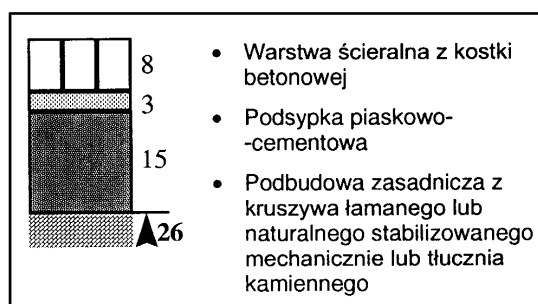 8
3
15
26
• Warstwa ścieralna z kostki
betonowej
• Podsypka piaskowo-
-cementowa
• Podbudowa zasadnicza z
kruszywa łamanego lub
naturalnego stabilizowanego
mechanicznie lub tłucznia
kamiennego